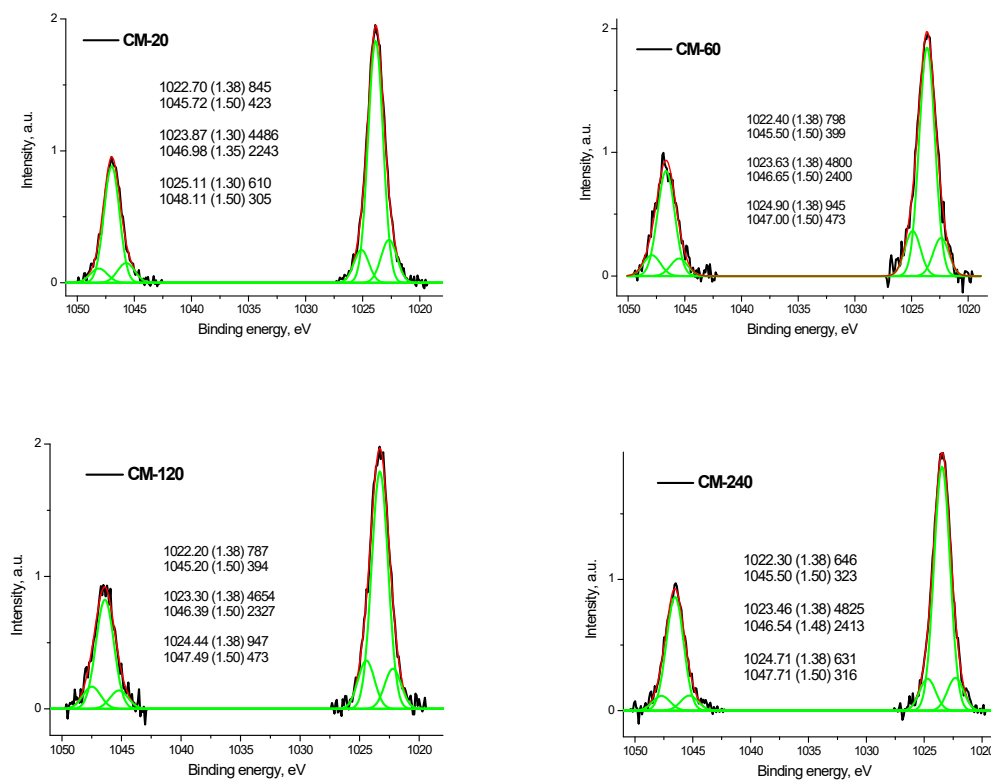 2
CM-20
1022.70 (1.38) 845
1045.72 (1.50) 423
1023.87 (1.30) 4486
1046.98 (1.35) 2243
1025.11 (1.30) 610
1048.11 (1.50) 305
Intensity, a.u.
1
0
1050 1045 1040 1035 1030 1025 1020
Binding energy, eV
2
CM-60
1022.40 (1.38) 798
1045.50 (1.50) 399
1023.63 (1.38) 4800
1046.65 (1.50) 2400
1024.90 (1.38) 945
1047.00 (1.50) 473
Intensity, a.u.
1
0
1050 1045 1040 1035 1030 1025 1020
Binding energy, eV
2
CM-120
1022.20 (1.38) 787
1045.20 (1.50) 394
1023.30 (1.38) 4654
1046.39 (1.50) 2327
1024.44 (1.38) 947
1047.49 (1.50) 473
Intensity, a.u.
1
0
1050 1045 1040 1035 1030 1025 1020
Binding energy, eV
CM-240
1022.30 (1.38) 646
1045.50 (1.50) 323
1023.46 (1.38) 4825
1046.54 (1.48) 2413
1024.71 (1.38) 631
1047.71 (1.50) 316
Intensity, a.u.
1
0
1050 1045 1040 1035 1030 1025 1020
Binding energy, eV